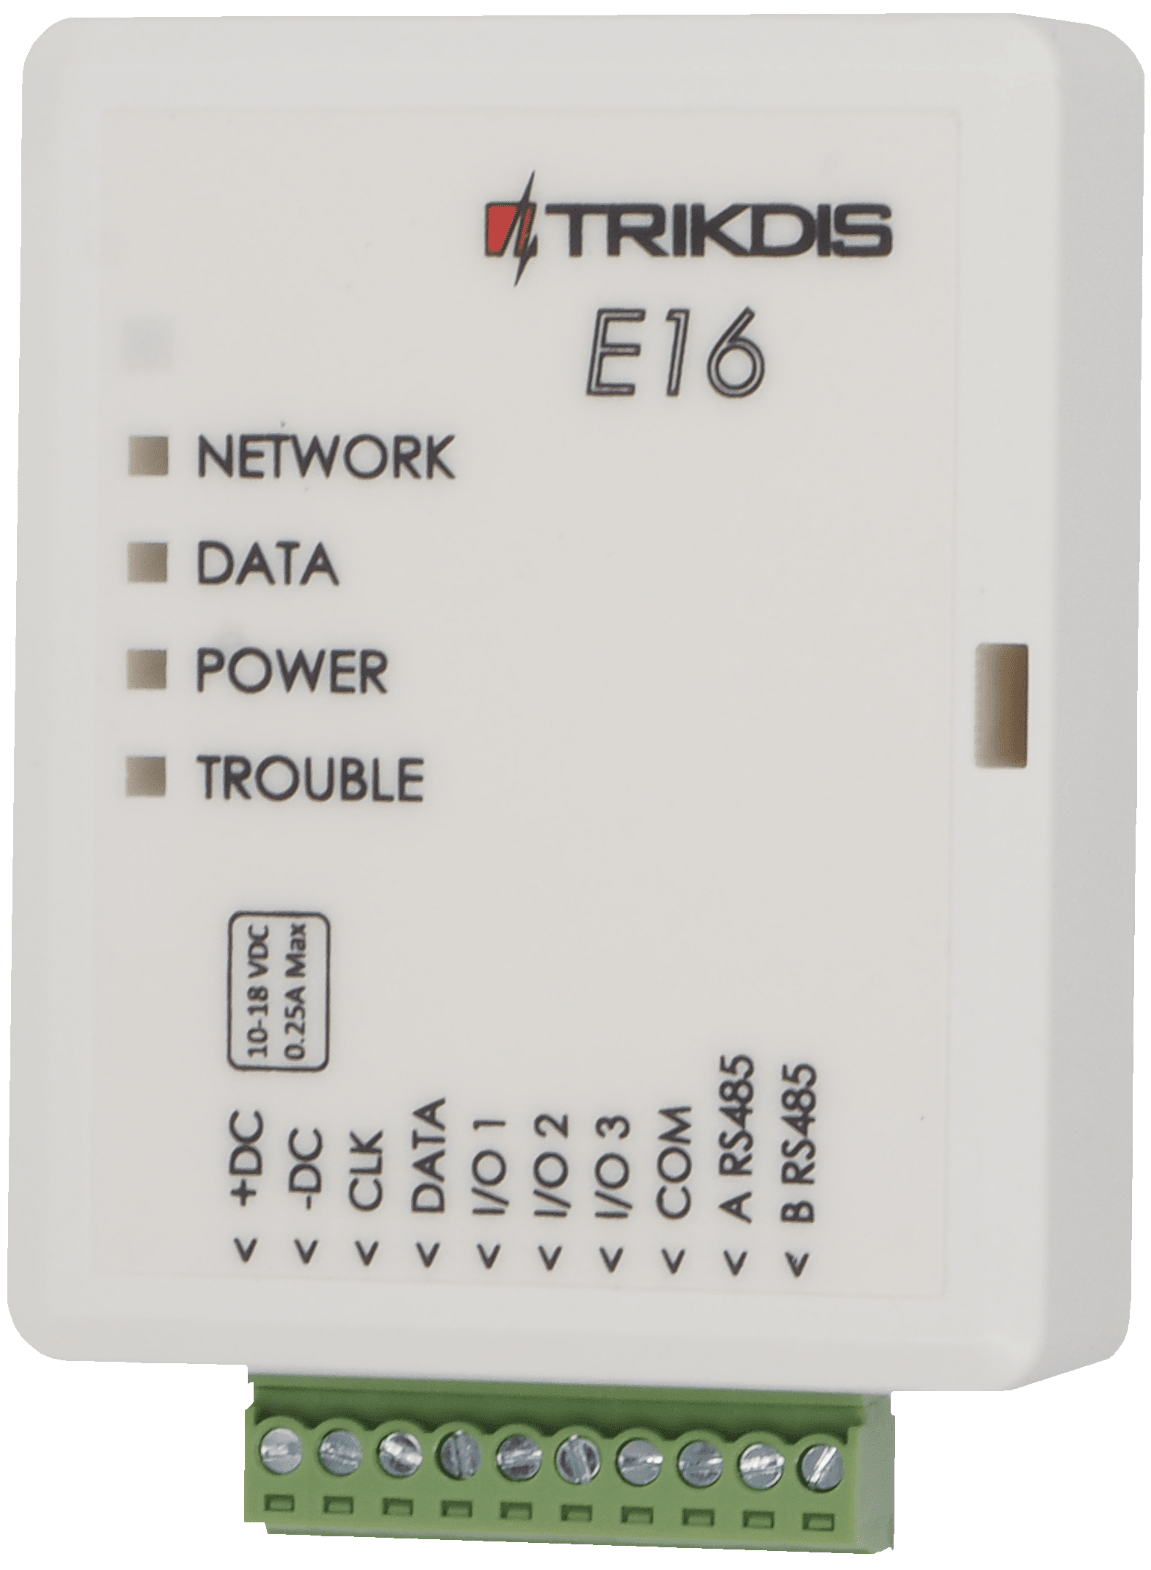 TRIKDIS
E16
NETWORK
DATA
POWER
TROUBLE
10-18 VDC
0.25A Max
< +DC
< -DC
< CLK
< DATA
< I/O 1
< I/O 2
< I/O 3
< COM
< A RS485
< B RS485